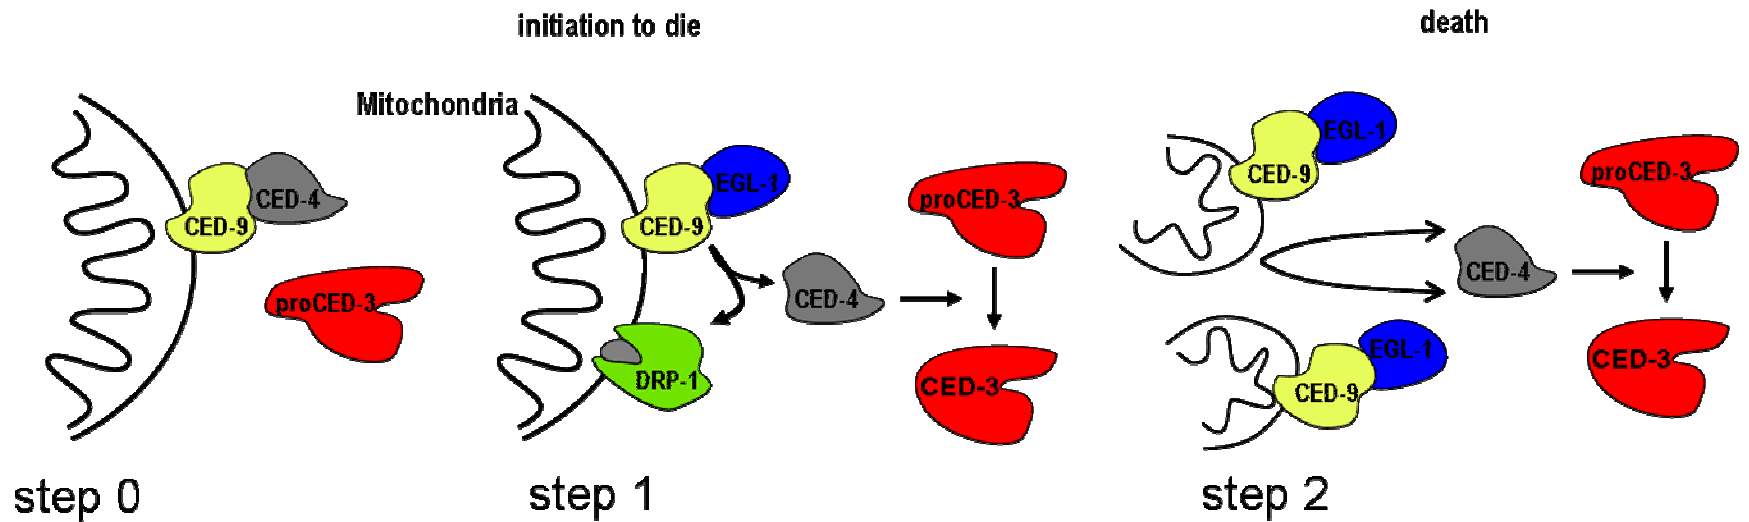 initiation to die
death
Mitochondria
CED-4
CED-9
proCED-3
EGL-1
CED-9
proCED-3
CED-4
DRP-1
CED-3
EGL-1
CED-9
proCED-3
CED-4
EGL-1
CED-9
CED-3
step 0
step 1
step 2